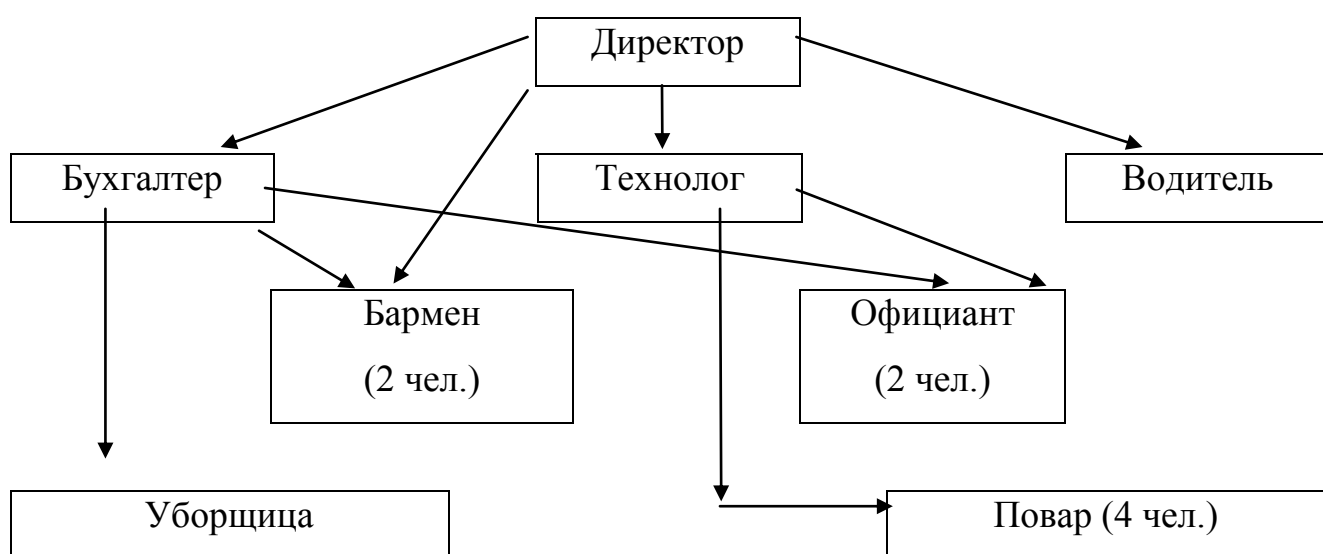 Директор
Бухгалтер
Технолог
Водитель
Бармен
(2 чел.)
Официант
(2 чел.)
Уборщица
Повар (4 чел.)